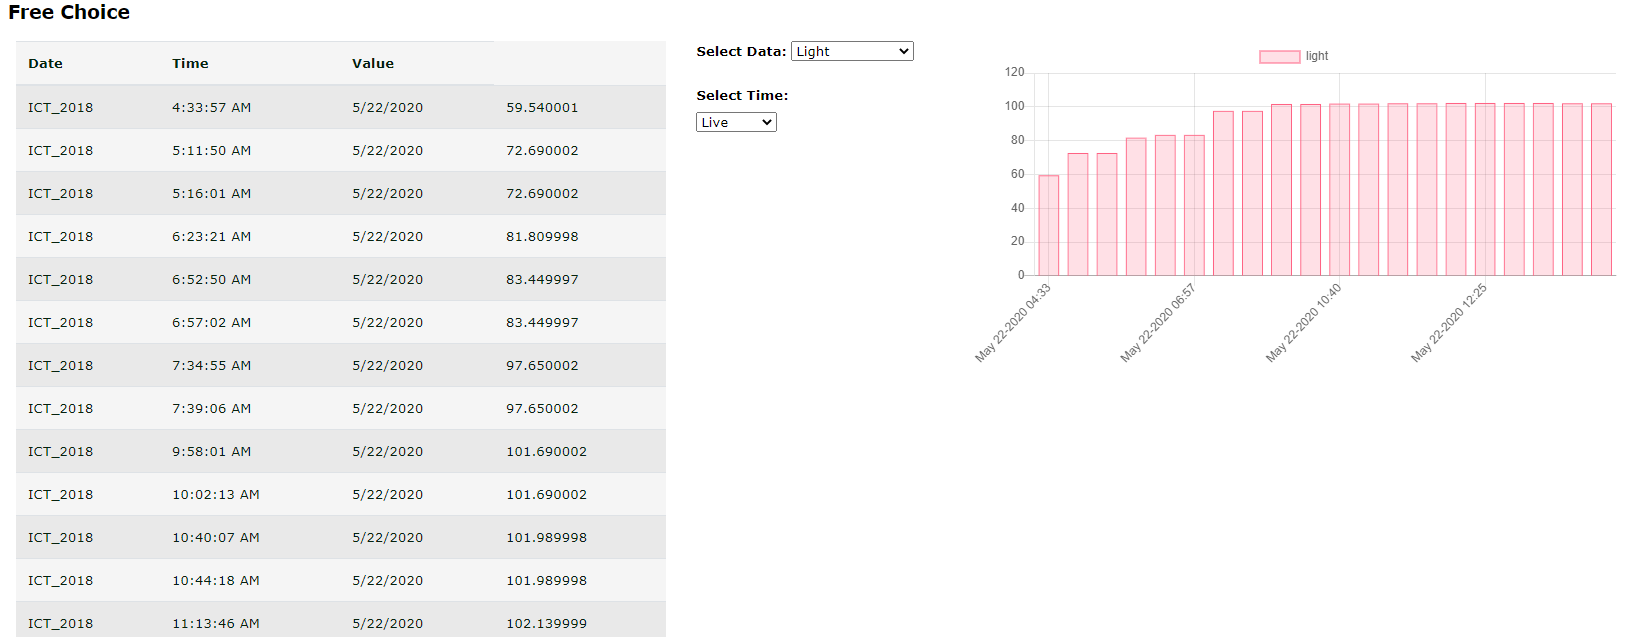 Free Choice
Date Time Value
ICT_2018 4:33:57 AM 5/22/2020 59.540001
ICT_2018 5:11:50 AM 5/22/2020 72.690002
ICT_2018 5:16:01 AM 5/22/2020 72.690002
ICT_2018 6:23:21 AM 5/22/2020 81.809998
ICT_2018 6:52:50 AM 5/22/2020 83.449997
ICT_2018 6:57:02 AM 5/22/2020 83.449997
ICT_2018 7:34:55 AM 5/22/2020 97.650002
ICT_2018 7:39:06 AM 5/22/2020 97.650002
ICT_2018 9:58:01 AM 5/22/2020 101.690002
ICT_2018 10:02:13 AM 5/22/2020 101.690002
ICT_2018 10:40:07 AM 5/22/2020 101.989998
ICT_2018 10:44:18 AM 5/22/2020 101.989998
ICT_2018 11:13:46 AM 5/22/2020 102.139999
Select Data: Light
Select Time:
Live
light
120
100
80
60
40
20
0
May 22-2020 04:33
May 22-2020 06:57
May 22-2020 10:40
May 22-2020 12:25